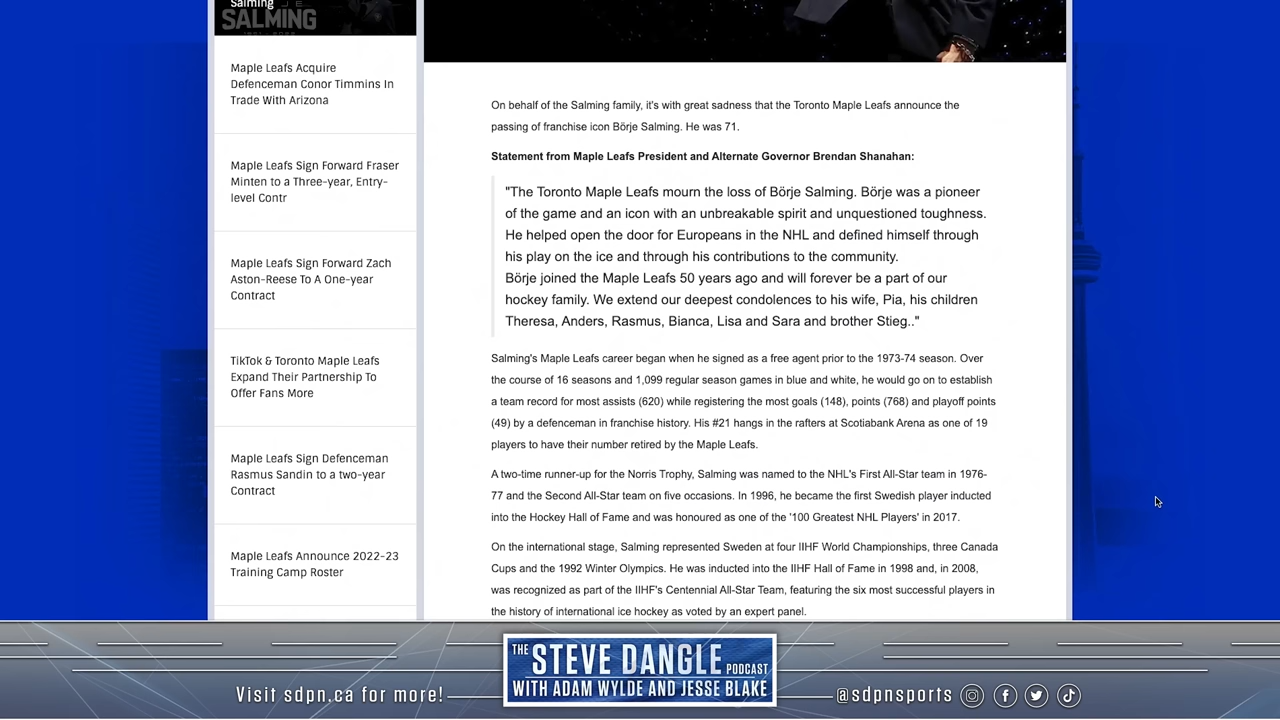 Salming
SALMING
Maple Leafs Acquire
Defenceman Conor Timmins In
Trade With Arizona
Maple Leafs Sign Forward Fraser
Minten to a Three-year, Entry-
level Contr
Maple Leafs Sign Forward Zach
Aston-Reese To A One-year
Contract
TikTok & Toronto Maple Leafs
Expand Their Partnership To
Offer Fans More
Maple Leafs Sign Defenceman
Rasmus Sandin to a two-year
Contract
Maple Leafs Announce 2022-23
Training Camp Roster
On behalf of the Salming family, it's with great sadness that the Toronto Maple Leafs announce the
passing of franchise icon Börje Salming. He was 71.
Statement from Maple Leafs President and Alternate Governor Brendan Shanahan:
"The Toronto Maple Leafs mourn the loss of Börje Salming. Börje was a pioneer
of the game and an icon with an unbreakable spirit and unquestioned toughness.
He helped open the door for Europeans in the NHL and defined himself through
his play on the ice and through his contributions to the community.
Börje joined the Maple Leafs 50 years ago and will forever be a part of our
hockey family. We extend our deepest condolences to his wife, Pia, his children
Theresa, Anders, Rasmus, Bianca, Lisa and Sara and brother Stieg.."
Salming's Maple Leafs career began when he signed as a free agent prior to the 1973-74 season. Over
the course of 16 seasons and 1,099 regular season games in blue and white, he would go on to establish
a team record for most assists (620) while registering the most goals (148), points (768) and playoff points
(49) by a defenceman in franchise history. His #21 hangs in the rafters at Scotiabank Arena as one of 19
players to have their number retired by the Maple Leafs.
A two-time runner-up for the Norris Trophy, Salming was named to the NHL's First All-Star team in 1976-
77 and the Second All-Star team on five occasions. In 1996, he became the first Swedish player inducted
into the Hockey Hall of Fame and was honoured as one of the '100 Greatest NHL Players' in 2017.
On the international stage, Salming represented Sweden at four IIHF World Championships, three Canada
Cups and the 1992 Winter Olympics. He was inducted into the IIHF Hall of Fame in 1998 and, in 2008,
was recognized as part of the IIHF's Centennial All-Star Team, featuring the six most successful players in
the history of international ice hockey as voted by an expert panel.
Visit sdpn.ca for more!
THE STEVE DANGLE PODCAST
WITH ADAM WYLDE AND JESSE BLAKE
@sdpnsports